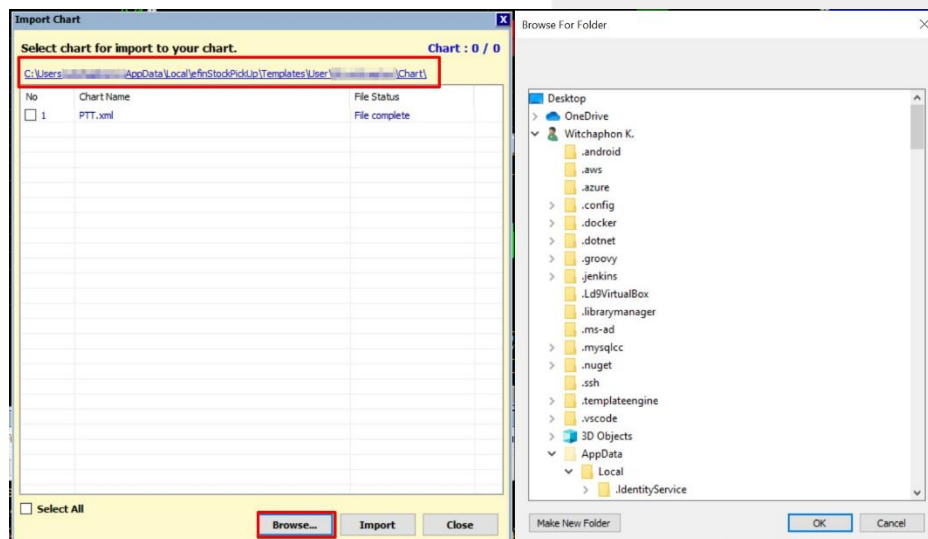 Import Chart
Select chart for import to your chart.
Chart : 0 / 0
C:\Users AppData\Local\efinStockPickUp\Templates\User\ \Chart\
No Chart Name File Status
1 PTT.xml File complete
Select All
Browse... Import Close
Browse For Folder
Desktop
OneDrive
Witchaphon K.
.android
.aws
.azure
.config
.docker
.dotnet
.groovy
.jenkins
.Ld9VirtualBox
.librarymanager
.ms-ad
.mysqlcc
.nuget
.ssh
.templateengine
.vscode
3D Objects
AppData
Local
.IdentityService
Make New Folder OK Cancel